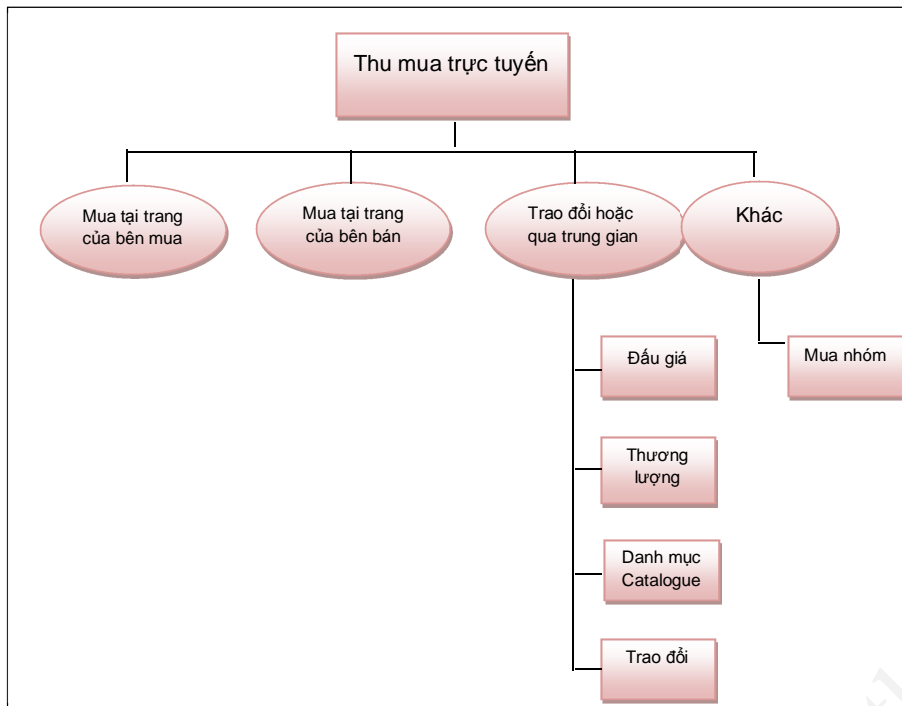 Thu mua trực tuyến
Mua tại trang
của bên mua
Mua tại trang
của bên bán
Trao đổi hoặc
qua trung gian
Khác
Đấu giá
Mua nhóm
Thương
lượng
Danh mục
Catalogue
Trao đổi